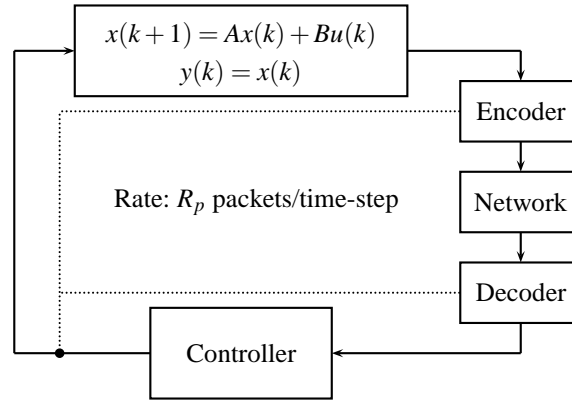 x(k+1) = Ax(k) + Bu(k)
y(k) = x(k)
Encoder
Rate: R_p packets/time-step
Network
Decoder
Controller